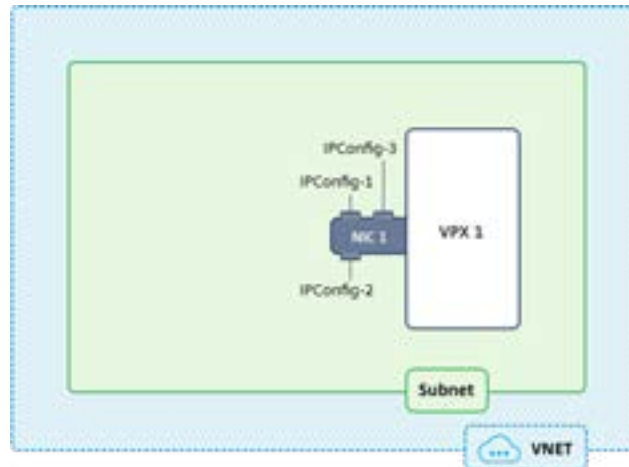 IPConfig-3
IPConfig-1
NIC 1
VPX 1
IPConfig-2
Subnet
VNET